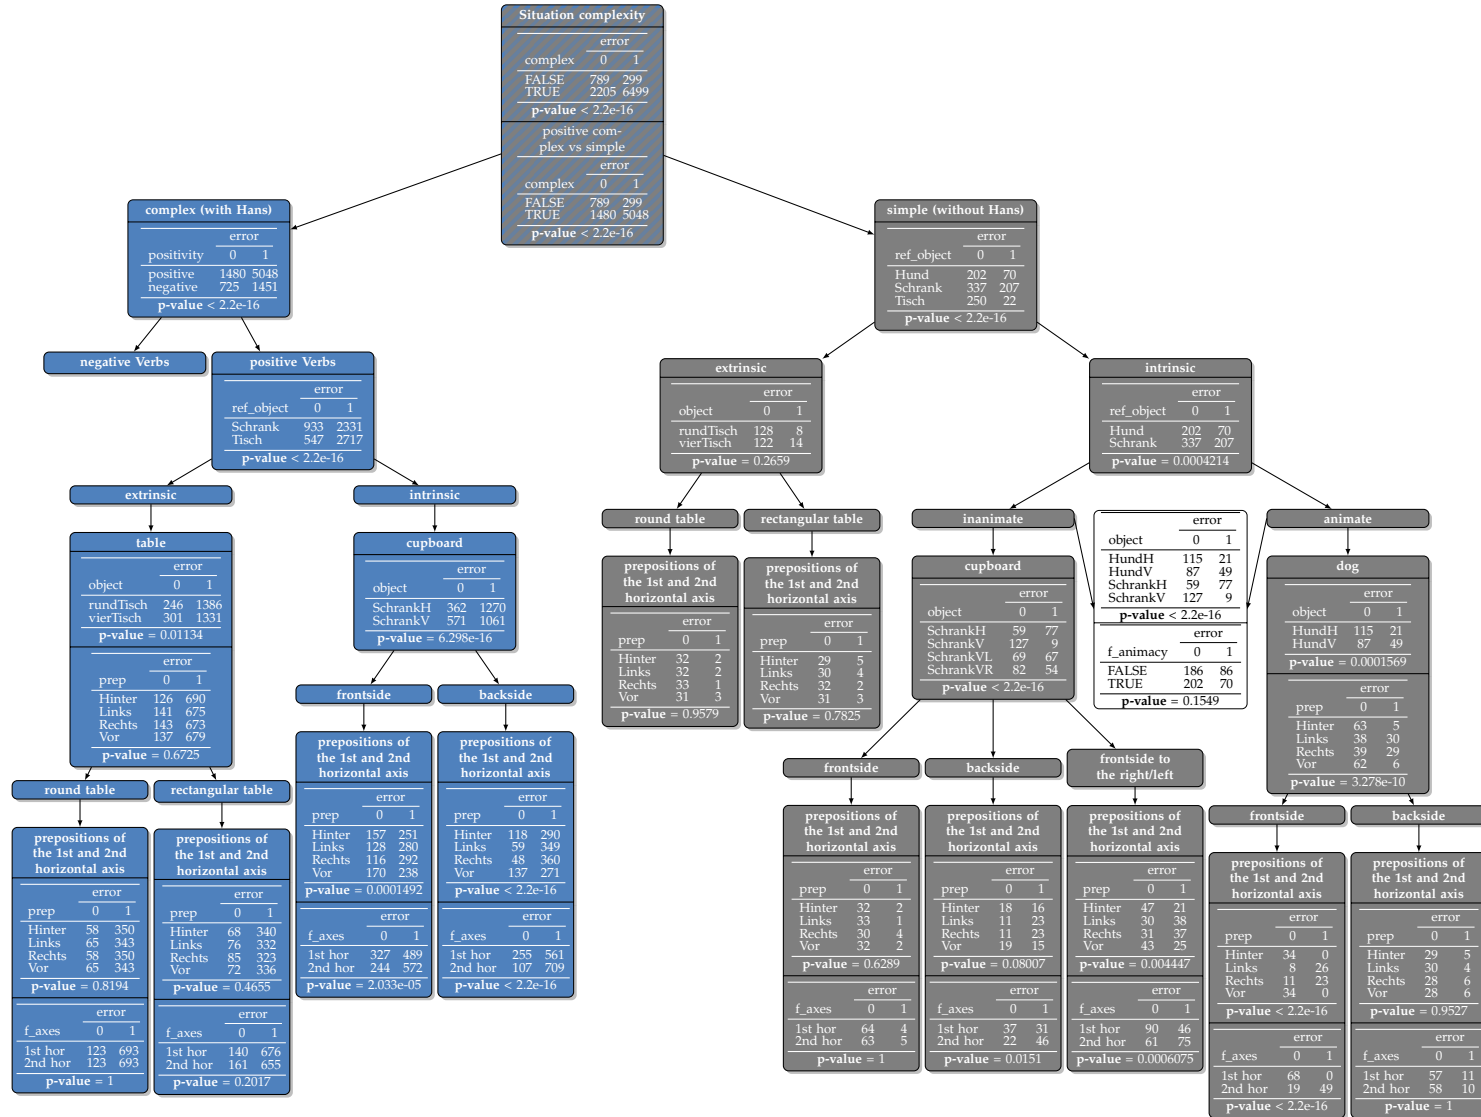 Situation complexity
error
complex 0 1
FALSE 789 299
TRUE 2205 6499
p-value < 2.2e-16
positive com-
plex vs simple
error
complex 0 1
FALSE 789 299
TRUE 1480 5048
p-value < 2.2e-16
complex (with Hans)
error
positivity 0 1
positive 1480 5048
negative 725 1451
p-value < 2.2e-16
simple (without Hans)
error
ref_object 0 1
Hund 202 70
Schrank 337 207
Tisch 250 22
p-value < 2.2e-16
negative Verbs
positive Verbs
error
ref_object 0 1
Schrank 933 2331
Tisch 547 2717
p-value < 2.2e-16
extrinsic
error
object 0 1
rundTisch 128 8
vierTisch 122 14
p-value = 0.2659
intrinsic
error
ref_object 0 1
Hund 202 70
Schrank 337 207
p-value = 0.0004214
extrinsic
intrinsic
table
error
object 0 1
rundTisch 246 1386
vierTisch 301 1331
p-value = 0.01134
error
prep 0 1
Hinter 126 690
Links 141 675
Rechts 143 673
Vor 137 679
p-value = 0.6725
cupboard
error
object 0 1
SchrankH 362 1270
SchrankV 571 1061
p-value = 6.298e-16
round table
rectangular table
inanimate
animate
error
object 0 1
HundH 115 21
HundV 87 49
SchrankH 59 77
SchrankV 127 9
p-value < 2.2e-16
error
f_animacy 0 1
FALSE 186 86
TRUE 202 70
p-value = 0.1549
prepositions of
the 1st and 2nd
horizontal axis
error
prep 0 1
Hinter 32 2
Links 32 2
Rechts 33 1
Vor 31 3
p-value = 0.9579
prepositions of
the 1st and 2nd
horizontal axis
error
prep 0 1
Hinter 29 5
Links 30 4
Rechts 32 2
Vor 31 3
p-value = 0.7825
cupboard
error
object 0 1
SchrankH 59 77
SchrankV 127 9
SchrankVL 69 67
SchrankVR 82 54
p-value < 2.2e-16
dog
error
object 0 1
HundH 115 21
HundV 87 49
p-value = 0.0001569
error
prep 0 1
Hinter 63 5
Links 38 30
Rechts 39 29
Vor 62 6
p-value = 3.278e-10
frontside
backside
prepositions of
the 1st and 2nd
horizontal axis
error
prep 0 1
Hinter 157 251
Links 128 280
Rechts 116 292
Vor 170 238
p-value = 0.0001492
error
f_axes 0 1
1st hor 327 489
2nd hor 244 572
p-value = 2.033e-05
prepositions of
the 1st and 2nd
horizontal axis
error
prep 0 1
Hinter 118 290
Links 59 349
Rechts 48 360
Vor 137 271
p-value < 2.2e-16
error
f_axes 0 1
1st hor 255 561
2nd hor 107 709
p-value < 2.2e-16
round table
rectangular table
prepositions of
the 1st and 2nd
horizontal axis
error
prep 0 1
Hinter 58 350
Links 65 343
Rechts 58 350
Vor 65 343
p-value = 0.8194
error
f_axes 0 1
1st hor 123 693
2nd hor 123 693
p-value = 1
prepositions of
the 1st and 2nd
horizontal axis
error
prep 0 1
Hinter 68 340
Links 76 332
Rechts 85 323
Vor 72 336
p-value = 0.4655
error
f_axes 0 1
1st hor 140 676
2nd hor 161 655
p-value = 0.2017
frontside
backside
frontside to
the right/left
prepositions of
the 1st and 2nd
horizontal axis
error
prep 0 1
Hinter 32 2
Links 33 1
Rechts 30 4
Vor 32 2
p-value = 0.6289
error
f_axes 0 1
1st hor 64 4
2nd hor 63 5
p-value = 1
prepositions of
the 1st and 2nd
horizontal axis
error
prep 0 1
Hinter 18 16
Links 11 23
Rechts 11 23
Vor 19 15
p-value = 0.08007
error
f_axes 0 1
1st hor 37 31
2nd hor 22 46
p-value = 0.0151
prepositions of
the 1st and 2nd
horizontal axis
error
prep 0 1
Hinter 47 21
Links 30 38
Rechts 31 37
Vor 43 25
p-value = 0.004447
error
f_axes 0 1
1st hor 90 46
2nd hor 61 75
p-value = 0.0006075
frontside
backside
prepositions of
the 1st and 2nd
horizontal axis
error
prep 0 1
Hinter 34 0
Links 8 26
Rechts 11 23
Vor 34 0
p-value < 2.2e-16
error
f_axes 0 1
1st hor 68 0
2nd hor 19 49
p-value < 2.2e-16
prepositions of
the 1st and 2nd
horizontal axis
error
prep 0 1
Hinter 29 5
Links 30 4
Rechts 28 6
Vor 28 6
p-value = 0.9527
error
f_axes 0 1
1st hor 57 11
2nd hor 58 10
p-value = 1